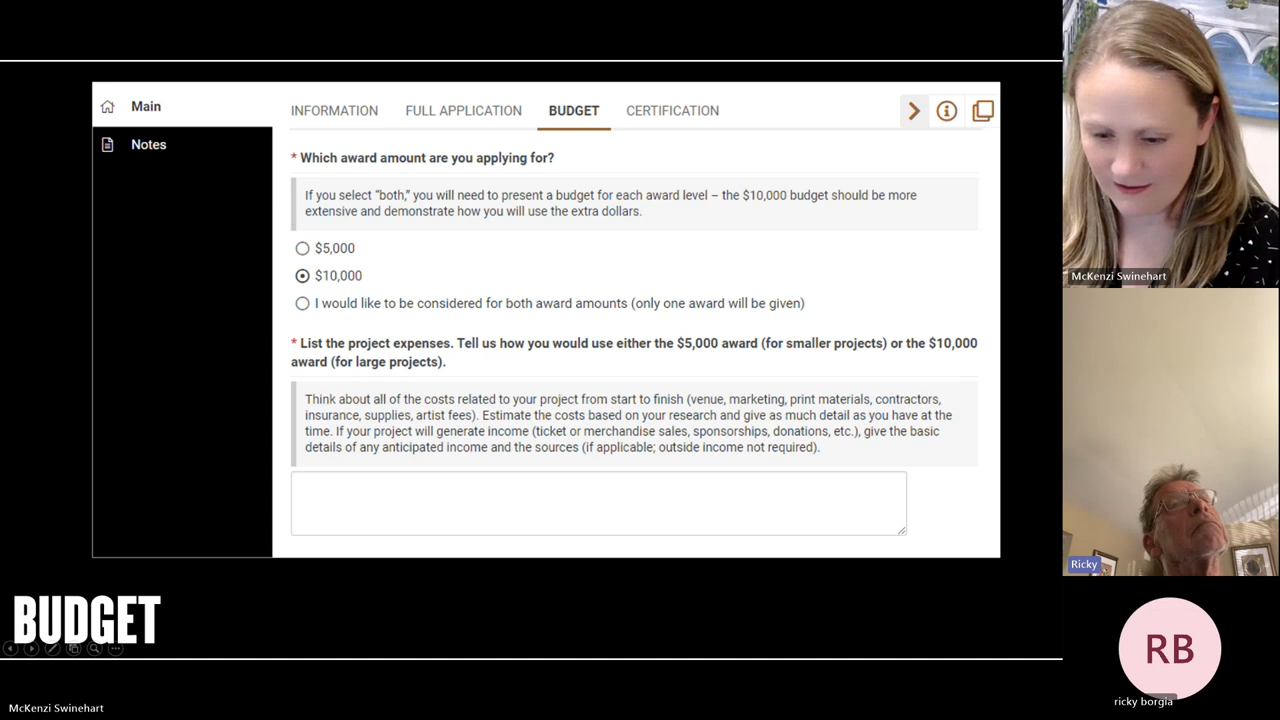 Main
Notes
INFORMATION FULL APPLICATION BUDGET CERTIFICATION
* Which award amount are you applying for?
If you select “both,” you will need to present a budget for each award level – the $10,000 budget should be more
extensive and demonstrate how you will use the extra dollars.
$5,000
$10,000
I would like to be considered for both award amounts (only one award will be given)
* List the project expenses. Tell us how you would use either the $5,000 award (for smaller projects) or the $10,000
award (for large projects).
Think about all of the costs related to your project from start to finish (venue, marketing, print materials, contractors,
insurance, supplies, artist fees). Estimate the costs based on your research and give as much detail as you have at the
time. If your project will generate income (ticket or merchandise sales, sponsorships, donations, etc.), give the basic
details of any anticipated income and the sources (if applicable; outside income not required).
BUDGET
McKenzi Swinehart
McKenzi Swinehart
Ricky
RB
ricky borgia